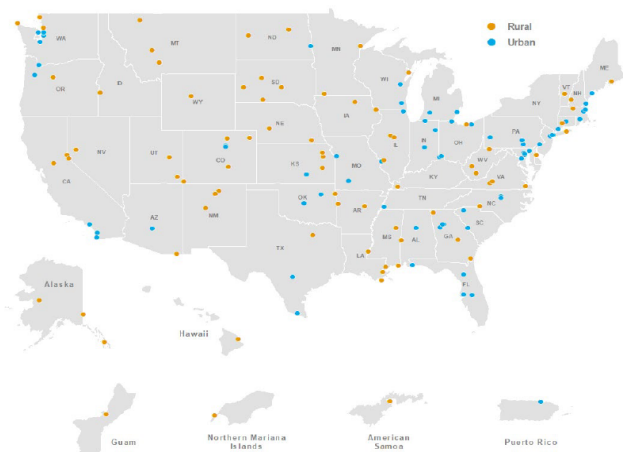 Rural
Urban
WA
MT
ND
MN
ME
VT
NH
OR
ID
SD
WI
MI
NY
WY
IA
PA
NV
NE
IL
IN
OH
UT
CO
WV
VA
CA
KS
MO
KY
NC
AZ
NM
OK
AR
TN
SC
MS
AL
GA
TX
LA
FL
Alaska
Hawaii
Guam
Northern Mariana
Islands
American
Samoa
Puerto Rico